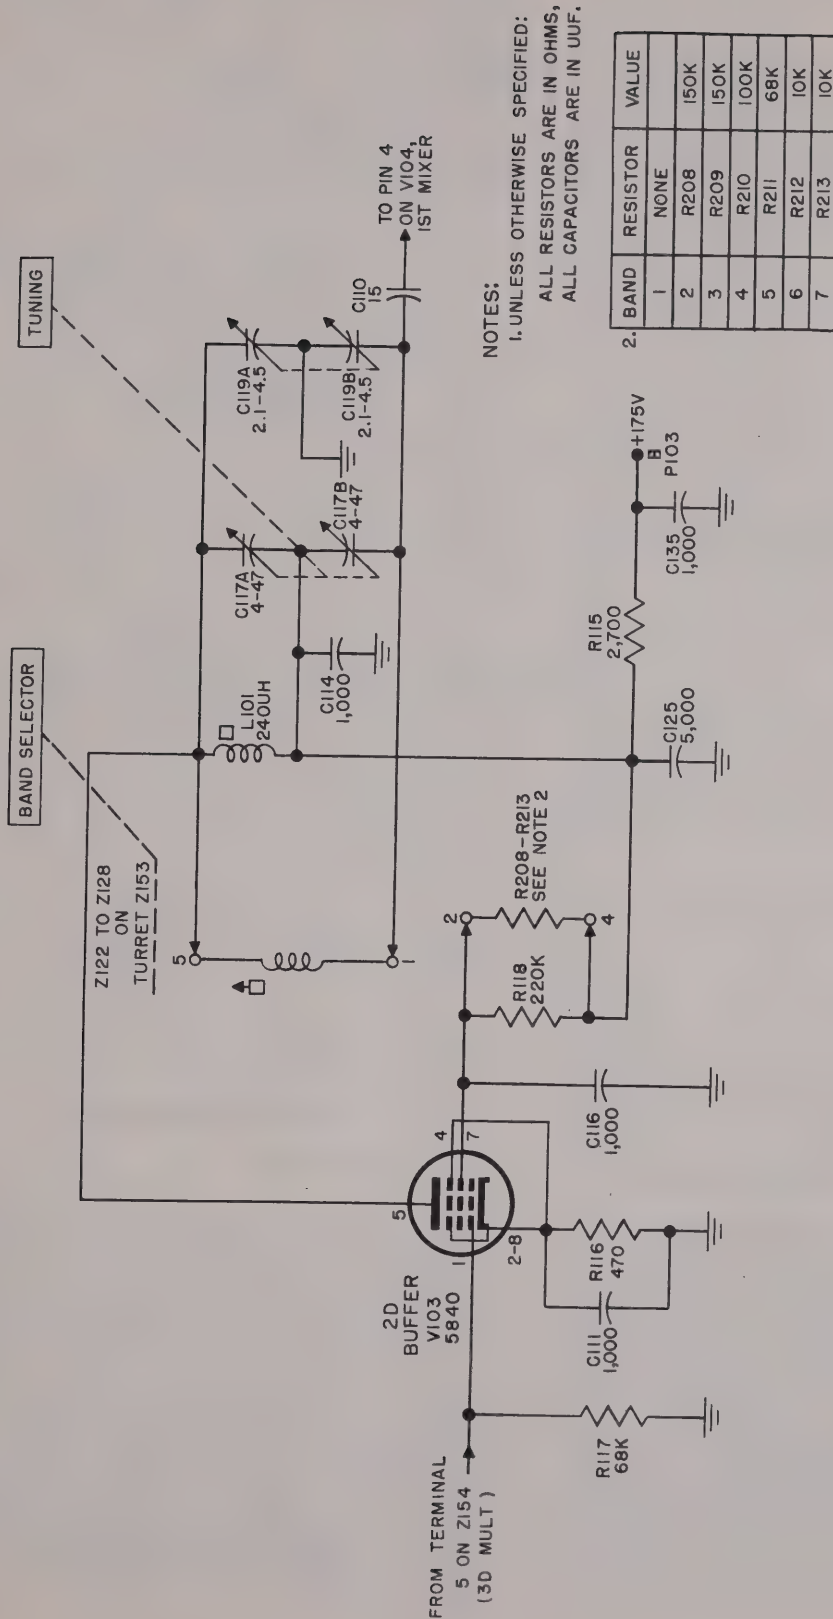 BAND SELECTOR
TUNING
Z122 TO Z128
ON
TURRET Z153
5
1
L101
240UH
C114
1,000
C117A
4-47
C117B
4-47
C119A
2.1-4.5
C119B
2.1-4.5
C110
15
TO PIN 4
ON V104,
1ST MIXER
2D
BUFFER
V103
5840
5
4
7
1
2-8
FROM TERMINAL
5 ON Z154
(3D MULT )
R117
68K
C111
1,000
R116
470
C116
1,000
R118
220K
2
4
R208-R213
SEE NOTE 2
C125
5,000
R115
2,700
C135
1,000
+175V
B
P103
NOTES:
1. UNLESS OTHERWISE SPECIFIED:
ALL RESISTORS ARE IN OHMS,
ALL CAPACITORS ARE IN UUF.
2. BAND RESISTOR VALUE
1 NONE
2 R208 150K
3 R209 150K
4 R210 100K
5 R211 68K
6 R212 10K
7 R213 10K